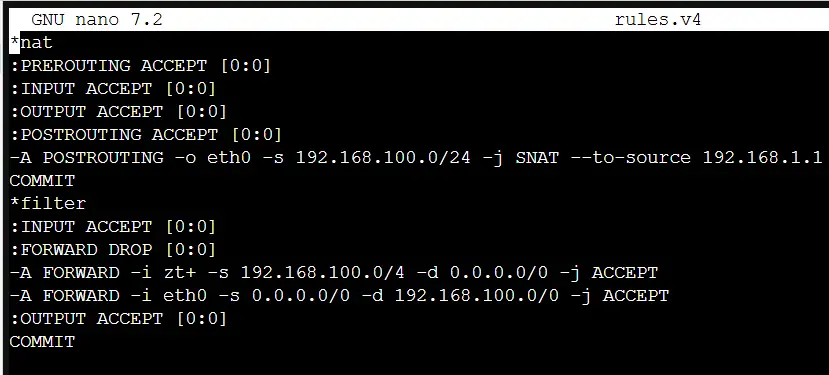 GNU nano 7.2 rules.v4
*nat
:PREROUTING ACCEPT [0:0]
:INPUT ACCEPT [0:0]
:OUTPUT ACCEPT [0:0]
:POSTROUTING ACCEPT [0:0]
-A POSTROUTING -o eth0 -s 192.168.100.0/24 -j SNAT --to-source 192.168.1.1
COMMIT
*filter
:INPUT ACCEPT [0:0]
:FORWARD DROP [0:0]
-A FORWARD -i zt+ -s 192.168.100.0/4 -d 0.0.0.0/0 -j ACCEPT
-A FORWARD -i eth0 -s 0.0.0.0/0 -d 192.168.100.0/0 -j ACCEPT
:OUTPUT ACCEPT [0:0]
COMMIT